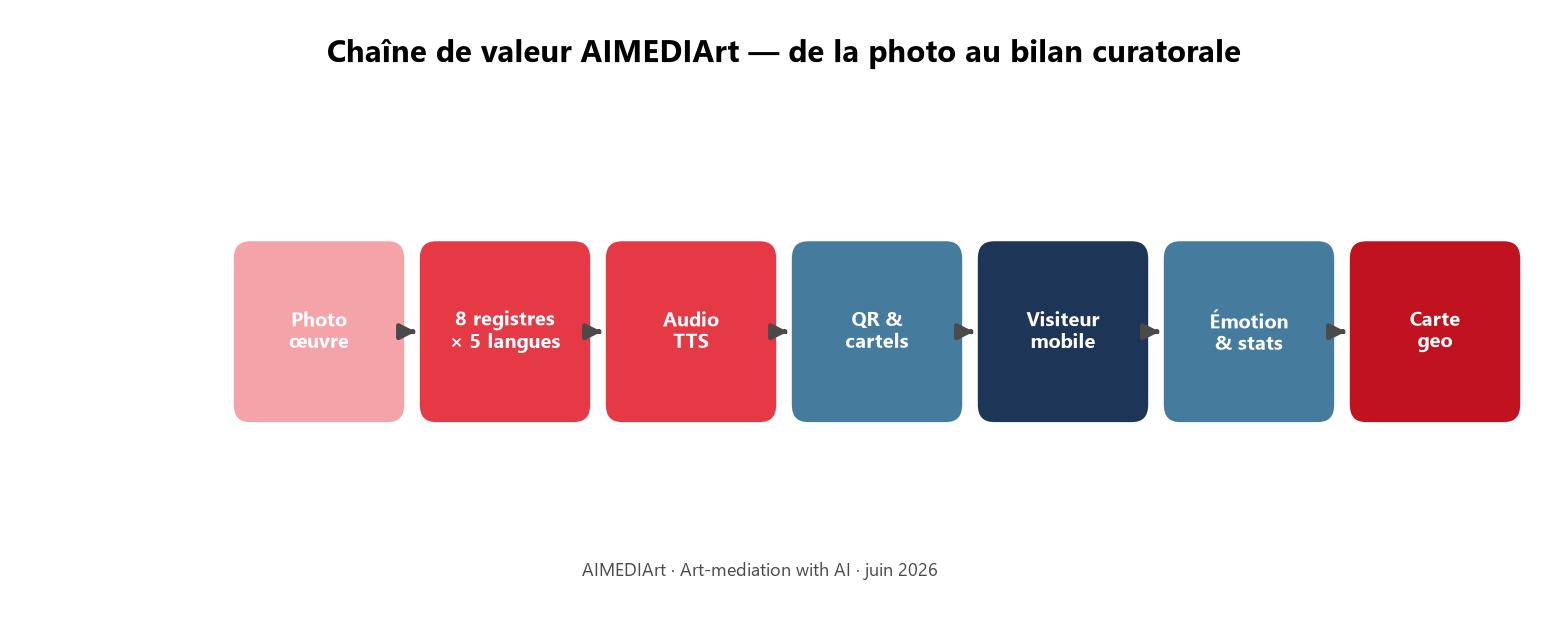 Chaîne de valeur AIMEDIArt — de la photo au bilan curatorale
Photo
œuvre
8 registres
× 5 langues
Audio
TTS
QR &
cartels
Visiteur
mobile
Émotion
& stats
Carte
geo
AIMEDIArt · Art-mediation with AI · juin 2026